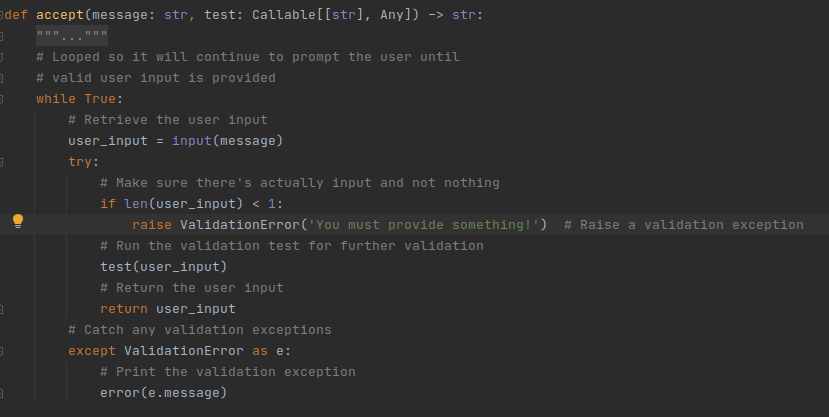 def accept(message: str, test: Callable[[str], Any]) -> str:
    """..."""
    # Looped so it will continue to prompt the user until
    # valid user input is provided
    while True:
        # Retrieve the user input
        user_input = input(message)
        try:
            # Make sure there's actually input and not nothing
            if len(user_input) < 1:
                raise ValidationError('You must provide something!')  # Raise a validation exception
            # Run the validation test for further validation
            test(user_input)
            # Return the user input
            return user_input
        # Catch any validation exceptions
        except ValidationError as e:
            # Print the validation exception
            error(e.message)